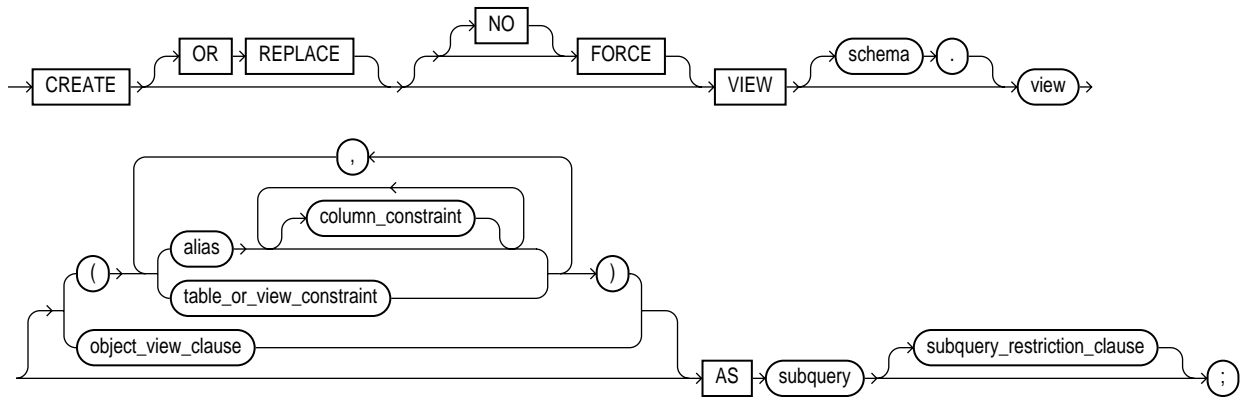 NO
OR REPLACE FORCE schema .
CREATE VIEW view
,
column_constraint
alias
( )
table_or_view_constraint
object_view_clause subquery_restriction_clause
AS subquery ;